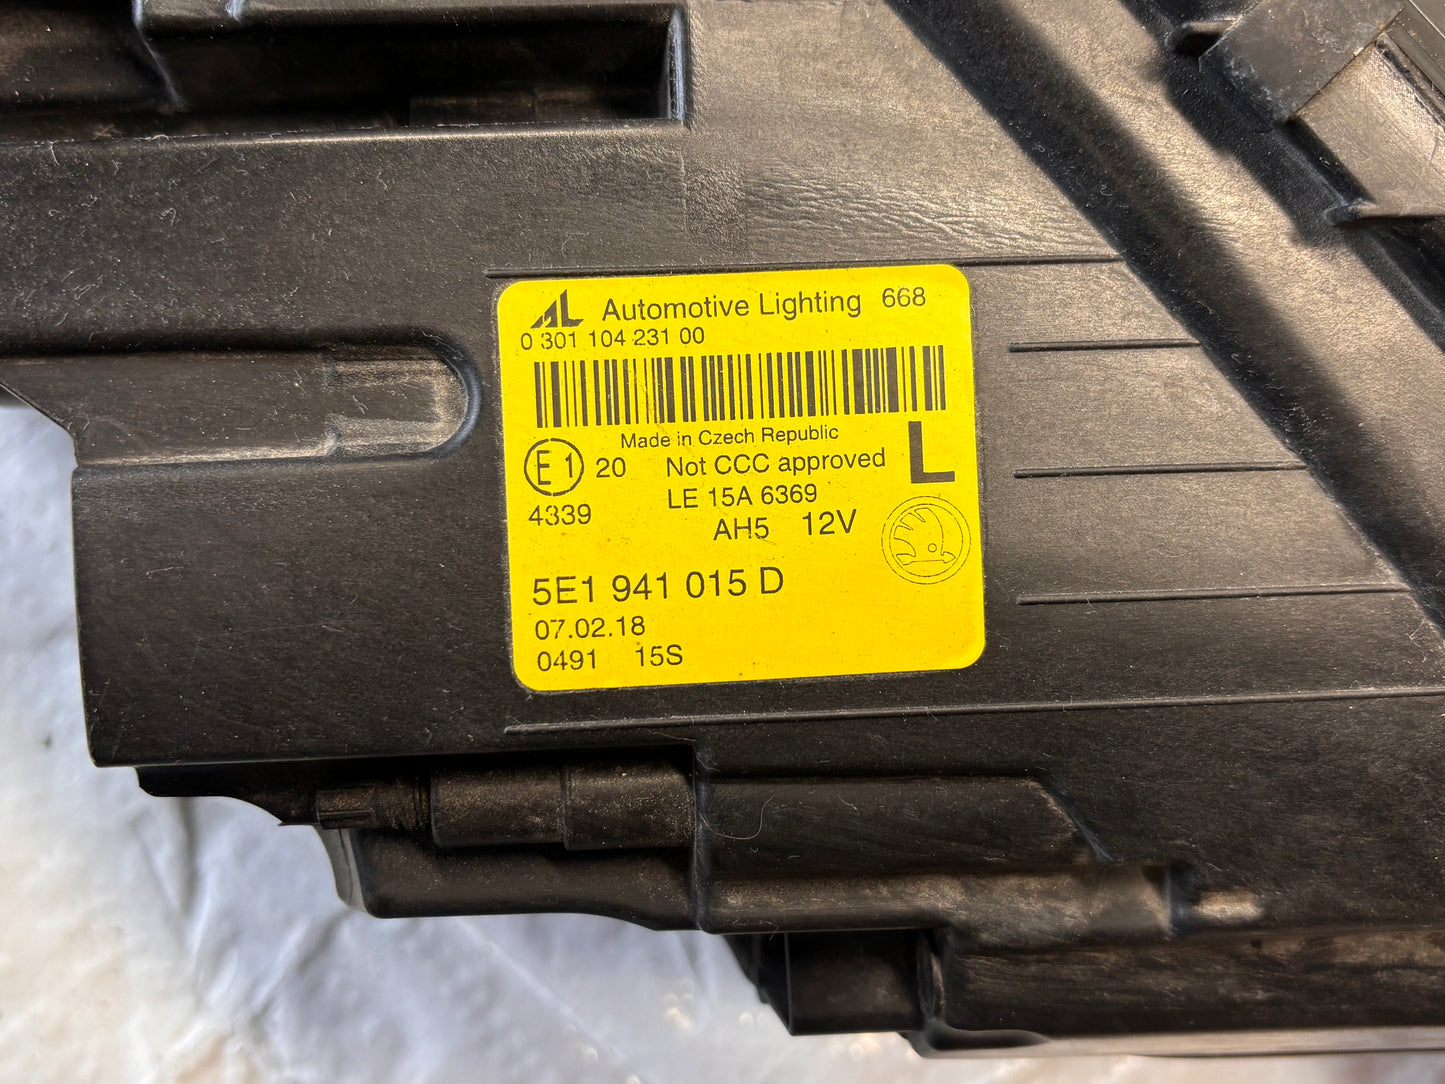 AL Automotive Lighting 668
0 301 104 231 00
Made in Czech Republic
E1 20 Not CCC approved L
4339 LE 15A 6369
AH5 12V
5E1 941 015 D
07.02.18
0491 15S